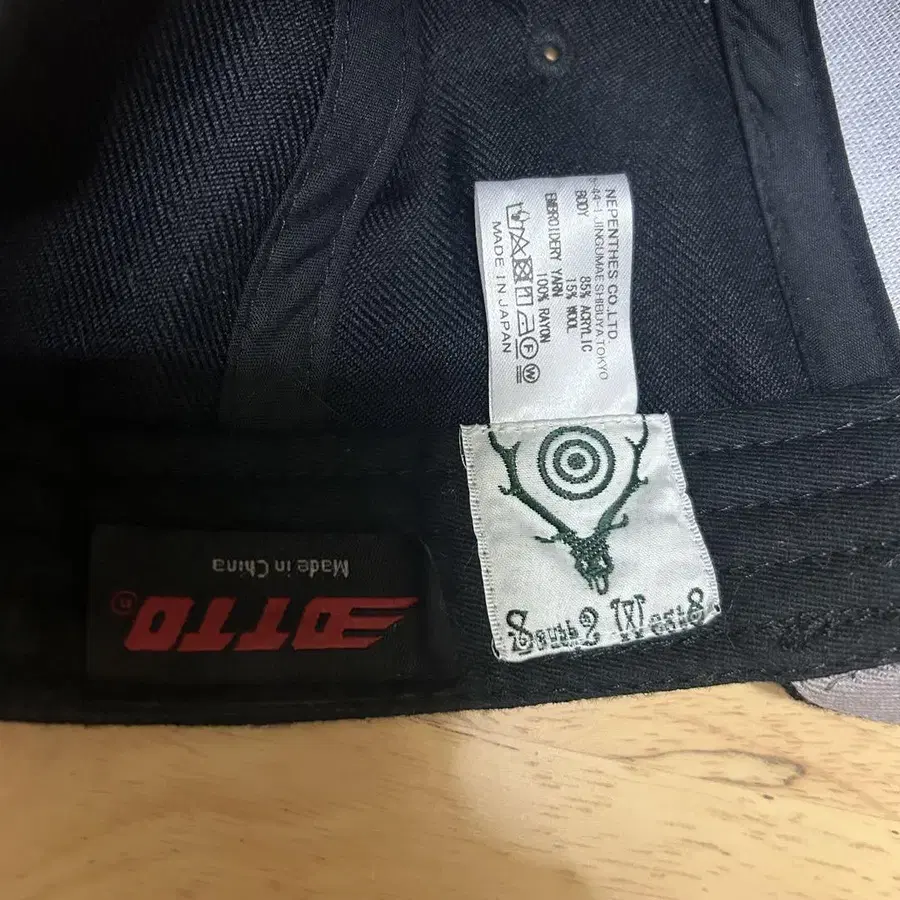 NEPENTHES CO.,LTD.
-44-1 JINGUMAE SHIBUYA TOKYO
BODY 85% ACRYLIC
15% WOOL
EMBROIDERY YARN 100% RAYON
F W
MADE IN JAPAN
South2 West8
Made in China
OTTO ®